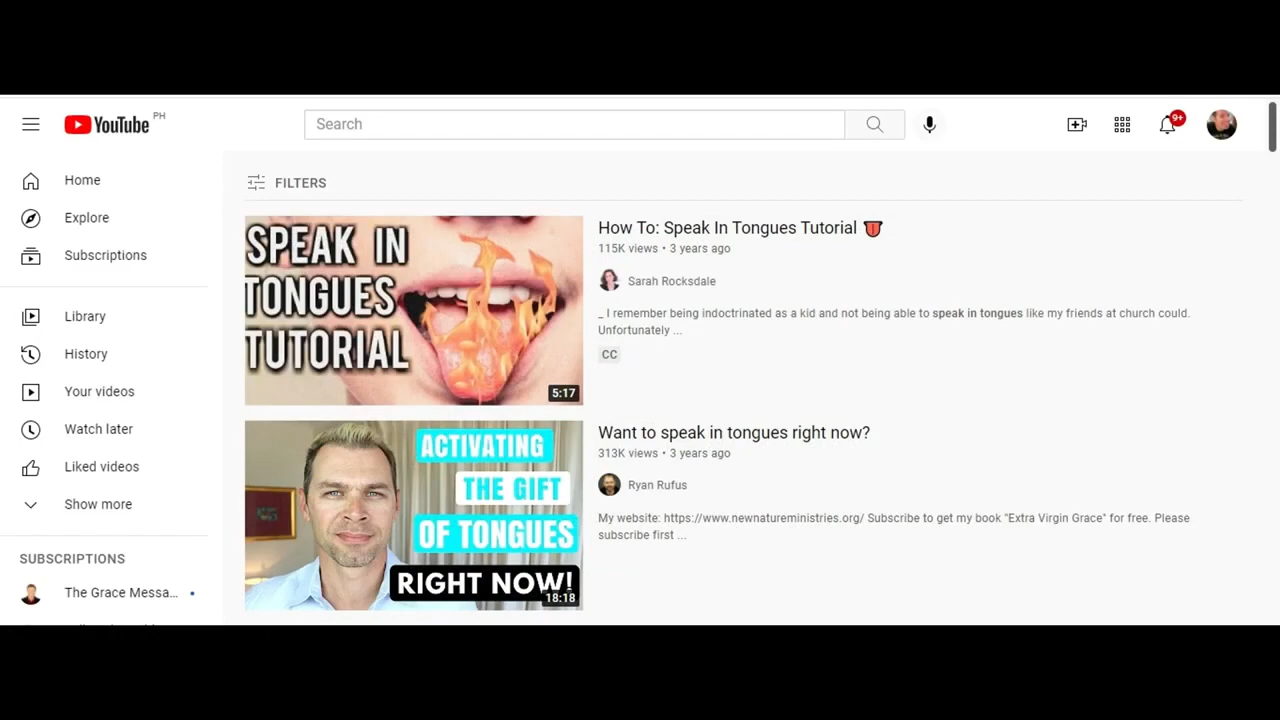 YouTube PH
Search
9+
Home
Explore
Subscriptions
Library
History
Your videos
Watch later
Liked videos
Show more
SUBSCRIPTIONS
The Grace Messa...
FILTERS
SPEAK IN
TONGUES
TUTORIAL
5:17
How To: Speak In Tongues Tutorial
115K views • 3 years ago
Sarah Rocksdale
_ I remember being indoctrinated as a kid and not being able to speak in tongues like my friends at church could.
Unfortunately ...
CC
ACTIVATING
THE GIFT
OF TONGUES
RIGHT NOW!
18:18
Want to speak in tongues right now?
313K views • 3 years ago
Ryan Rufus
My website: https://www.newnatureministries.org/ Subscribe to get my book "Extra Virgin Grace" for free. Please
subscribe first ...